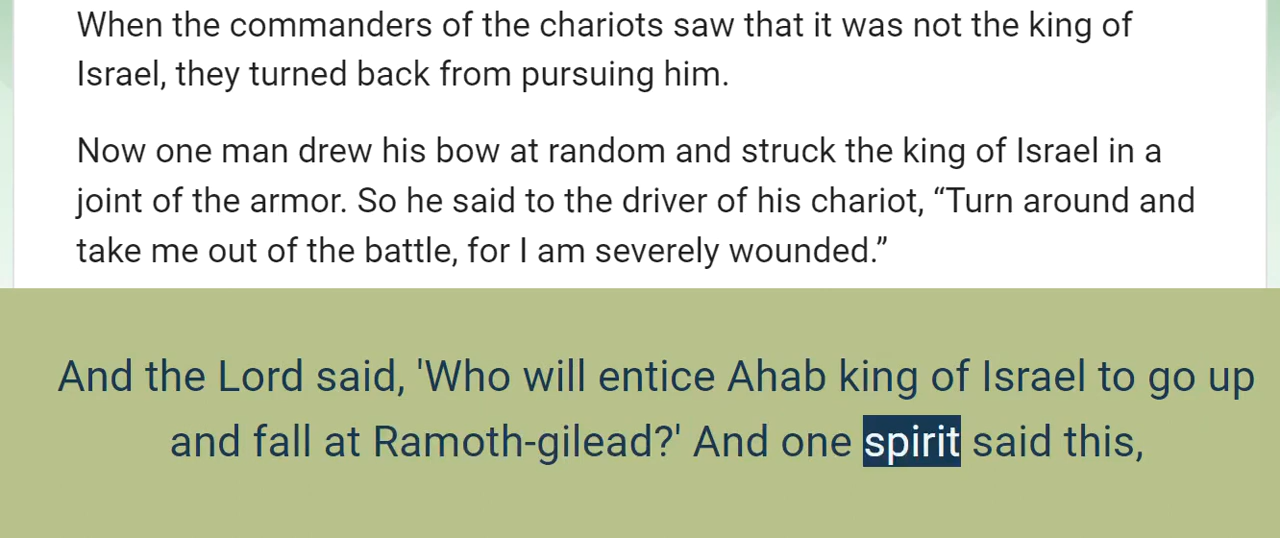 When the commanders of the chariots saw that it was not the king of
Israel, they turned back from pursuing him.
Now one man drew his bow at random and struck the king of Israel in a
joint of the armor. So he said to the driver of his chariot, “Turn around and
take me out of the battle, for I am severely wounded.”
And the Lord said, 'Who will entice Ahab king of Israel to go up
and fall at Ramoth-gilead?' And one spirit said this,